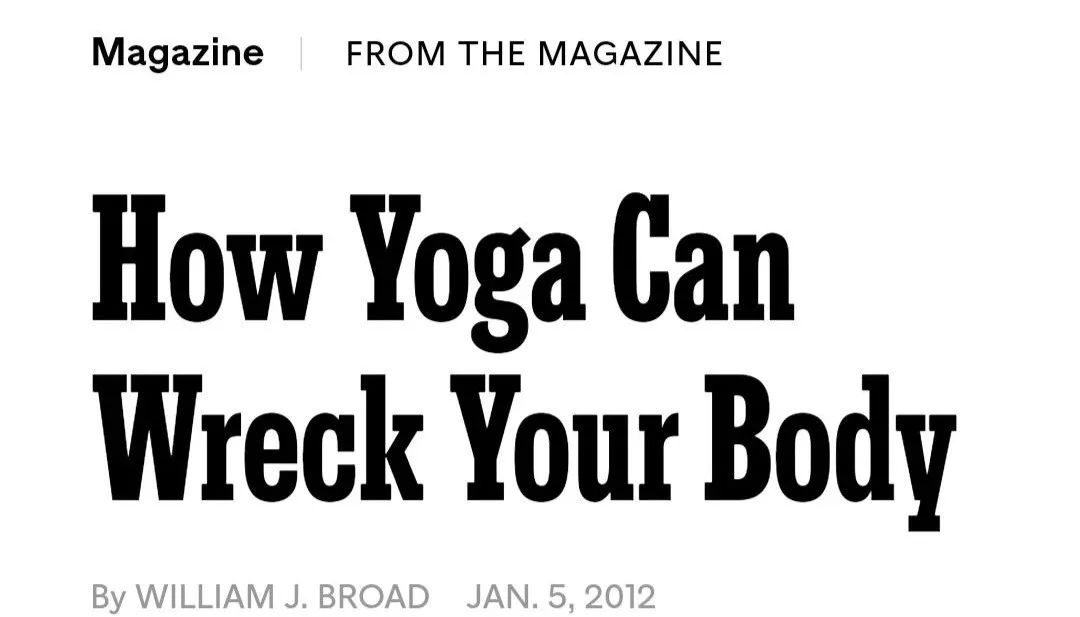 Magazine | FROM THE MAGAZINE
How Yoga Can
Wreck Your Body
By WILLIAM J. BROAD JAN. 5, 2012